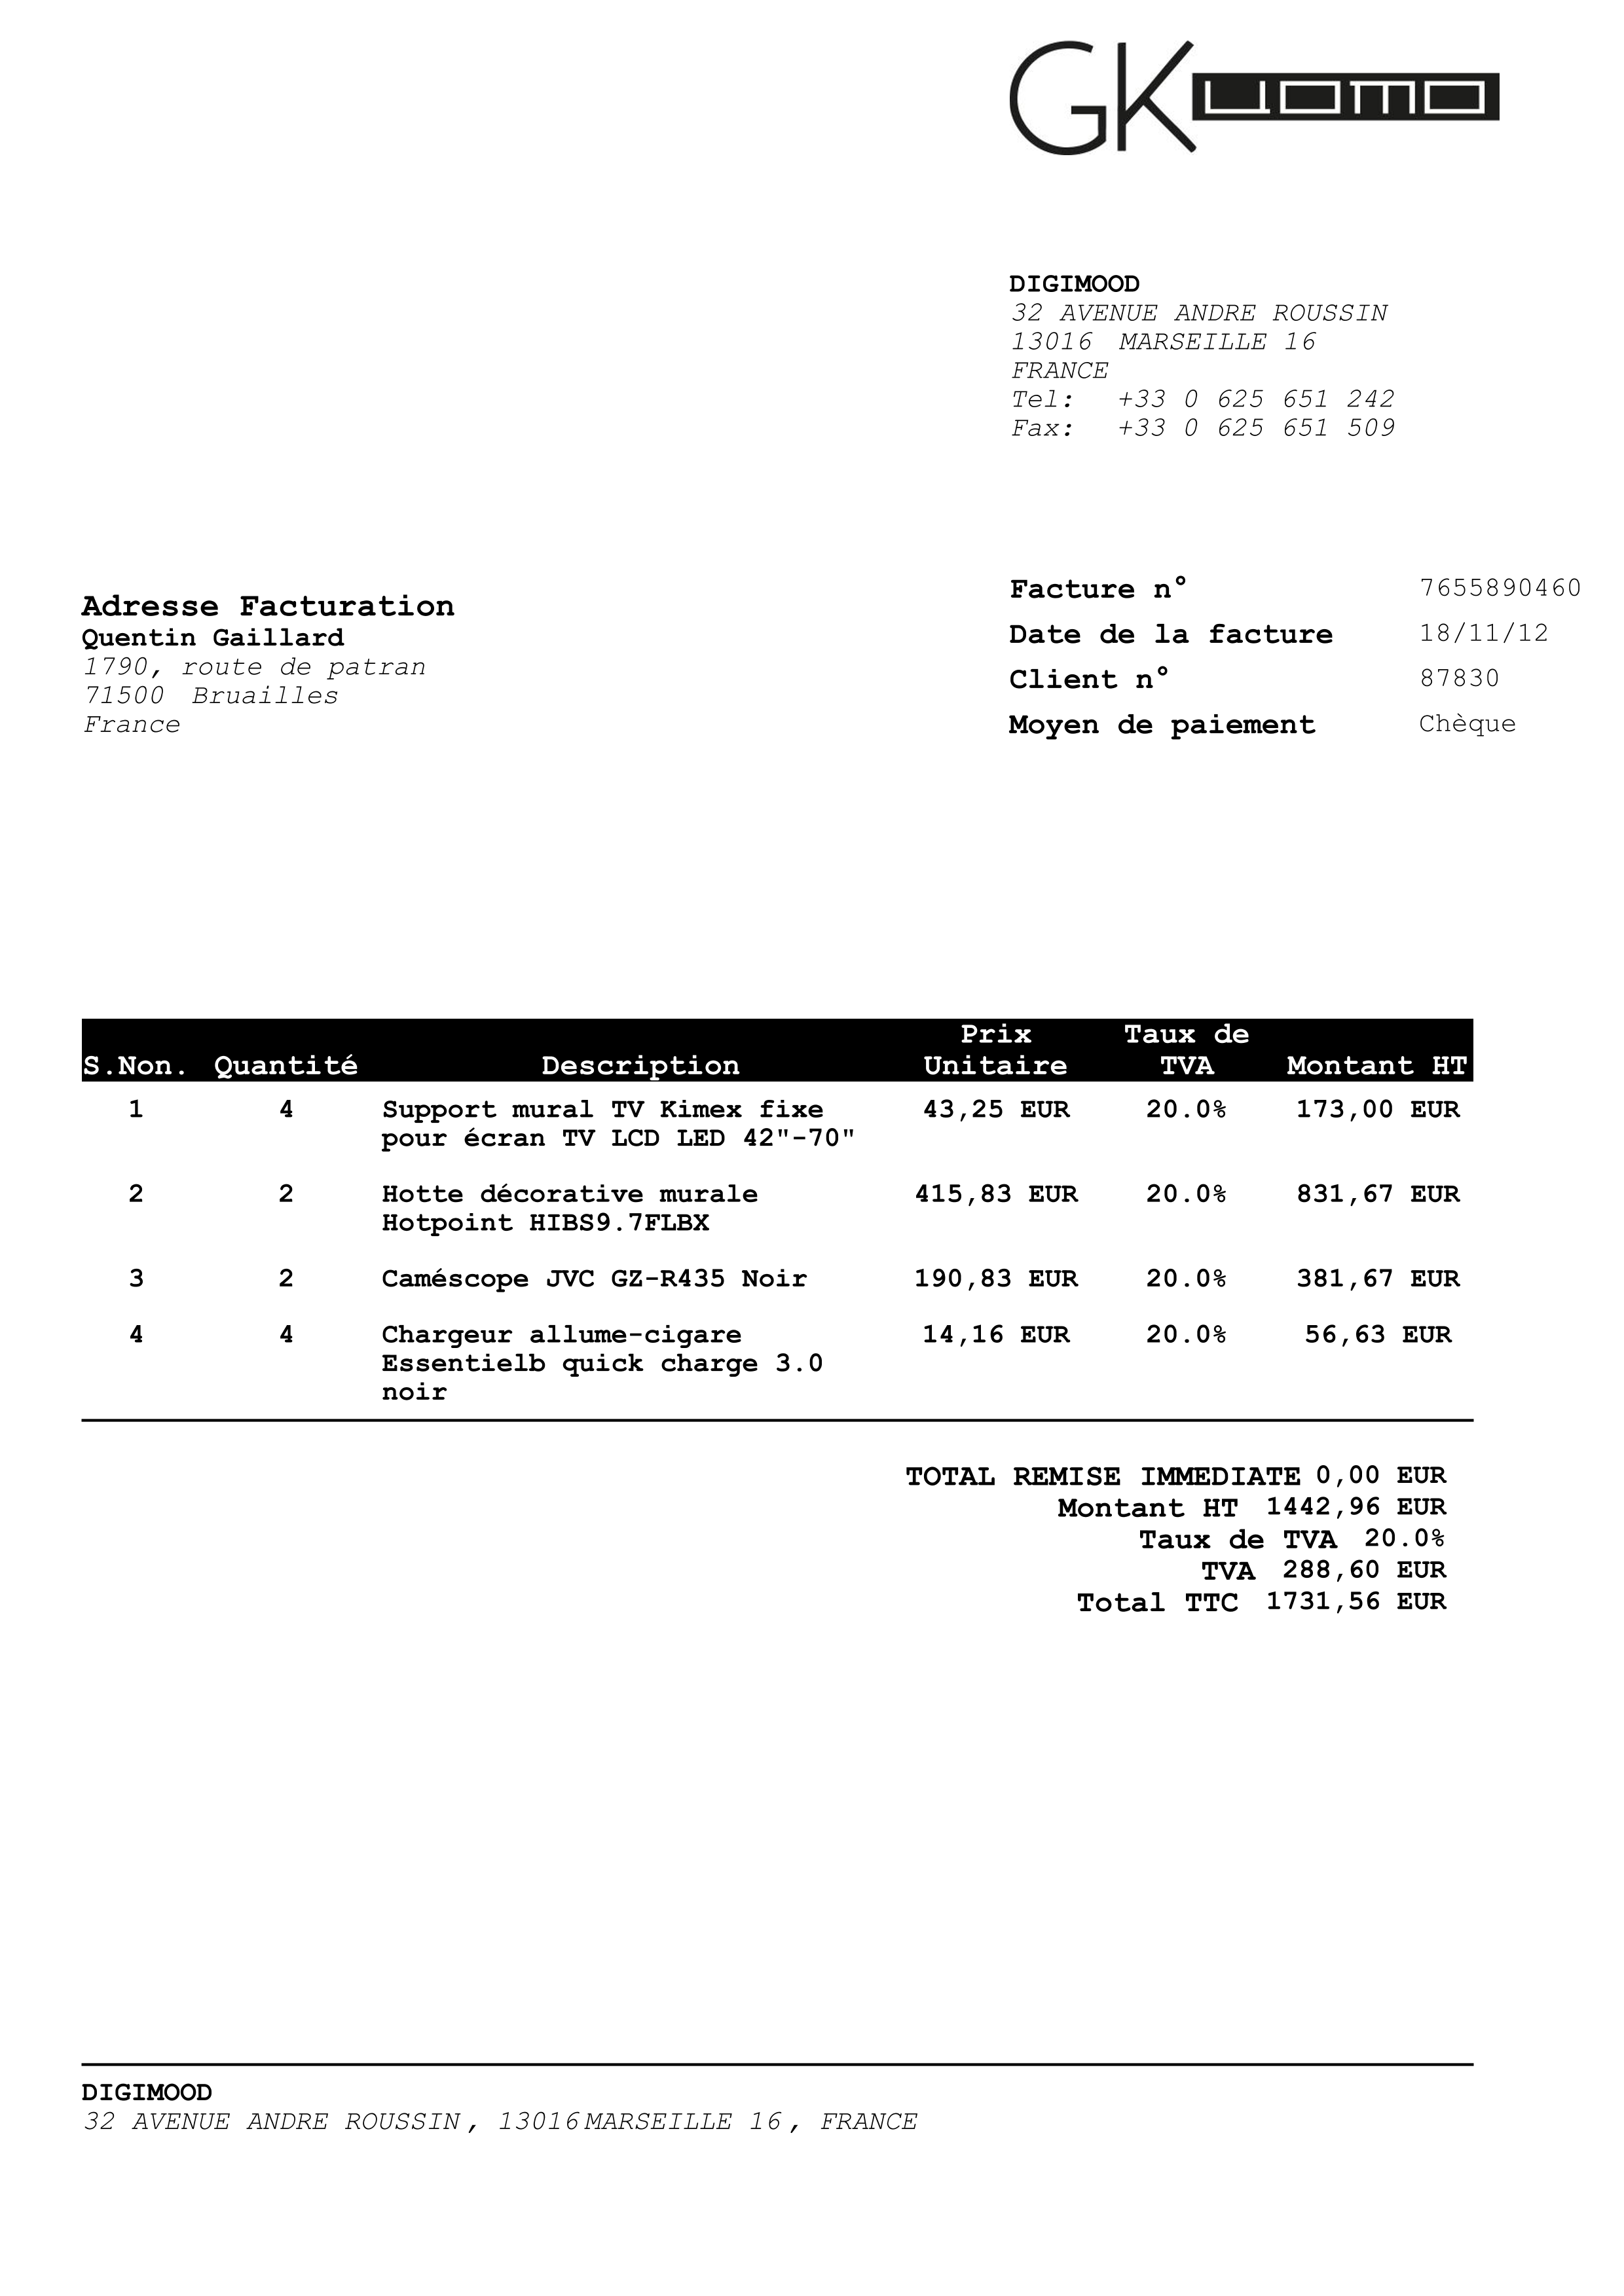 GK uomo
DIGIMOOD
32 AVENUE ANDRE ROUSSIN
13016 MARSEILLE 16
FRANCE
Tel: +33 0 625 651 242
Fax: +33 0 625 651 509
Adresse Facturation
Quentin Gaillard
1790, route de patran
71500 Bruailles
France
Facture n° 7655890460
Date de la facture 18/11/12
Client n° 87830
Moyen de paiement Chèque
Prix Taux de
S.Non. Quantité Description Unitaire TVA Montant HT
1 4 Support mural TV Kimex fixe 43,25 EUR 20.0% 173,00 EUR
pour écran TV LCD LED 42"-70"
2 2 Hotte décorative murale 415,83 EUR 20.0% 831,67 EUR
Hotpoint HIBS9.7FLBX
3 2 Caméscope JVC GZ-R435 Noir 190,83 EUR 20.0% 381,67 EUR
4 4 Chargeur allume-cigare 14,16 EUR 20.0% 56,63 EUR
Essentielb quick charge 3.0
noir
TOTAL REMISE IMMEDIATE 0,00 EUR
Montant HT 1442,96 EUR
Taux de TVA 20.0%
TVA 288,60 EUR
Total TTC 1731,56 EUR
DIGIMOOD
32 AVENUE ANDRE ROUSSIN, 13016 MARSEILLE 16, FRANCE